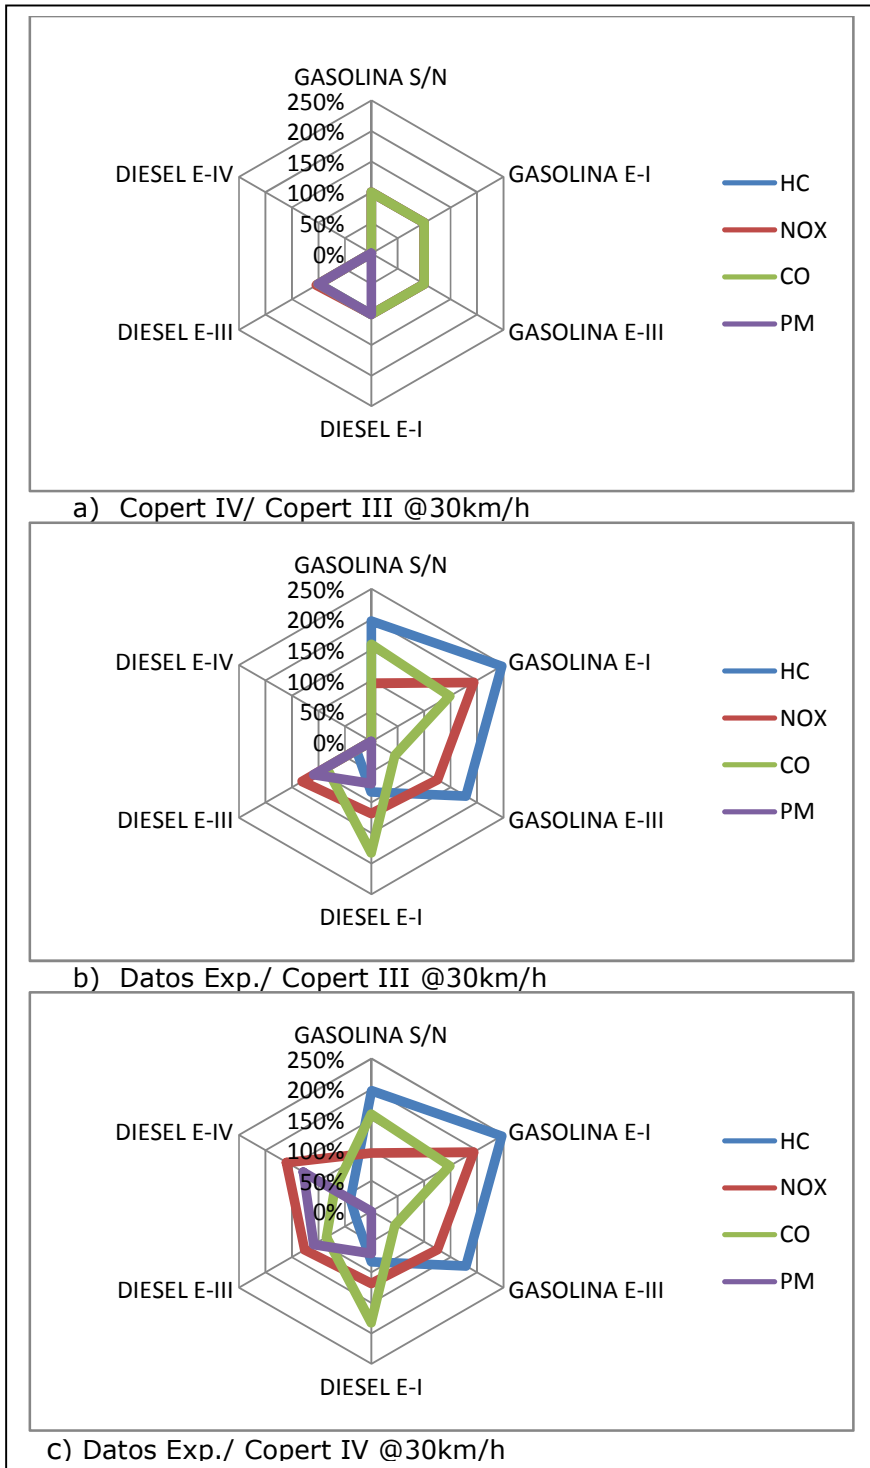 GASOLINA S/N
250%
200%
DIESEL E-IV
GASOLINA E-I
150%
100%
50%
0%
DIESEL E-III
GASOLINA E-III
DIESEL E-I
HC
NOX
CO
PM
a) Copert IV/ Copert III @30km/h
GASOLINA S/N
250%
200%
DIESEL E-IV
GASOLINA E-I
150%
100%
50%
0%
DIESEL E-III
GASOLINA E-III
DIESEL E-I
HC
NOX
CO
PM
b) Datos Exp./ Copert III @30km/h
GASOLINA S/N
250%
200%
DIESEL E-IV
GASOLINA E-I
150%
100%
50%
0%
DIESEL E-III
GASOLINA E-III
DIESEL E-I
HC
NOX
CO
PM
c) Datos Exp./ Copert IV @30km/h